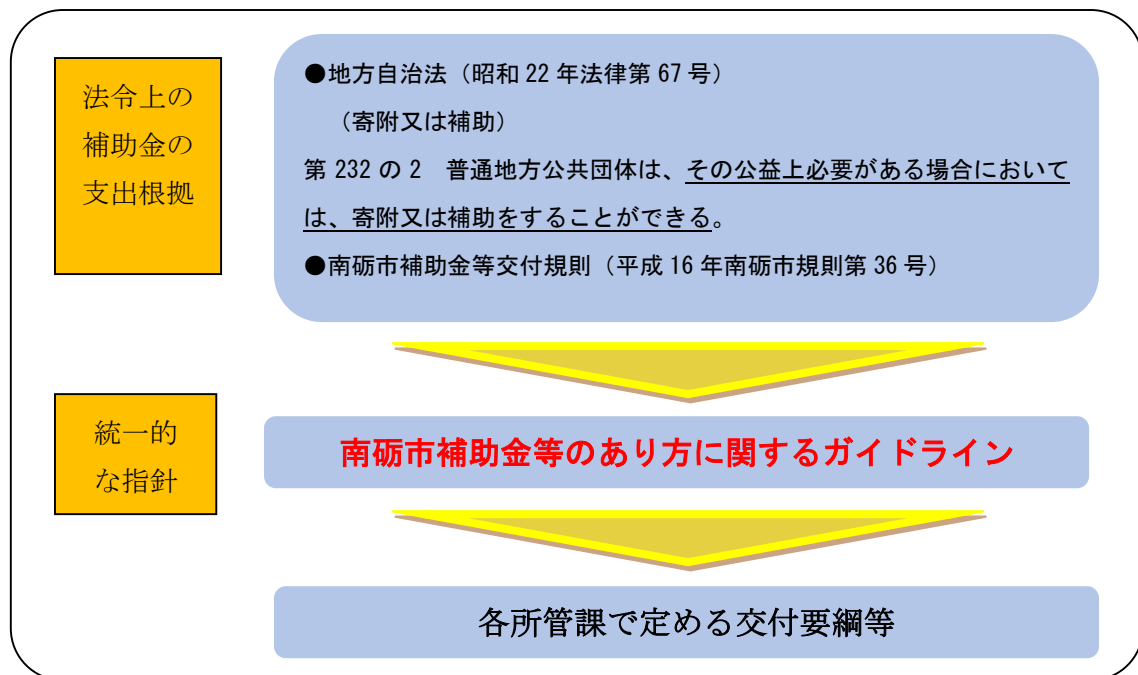 法令上の
補助金の
支出根拠
●地方自治法（昭和 22 年法律第 67 号）
（寄附又は補助）
第 232 の 2　普通地方公共団体は、その公益上必要がある場合において
は、寄附又は補助をすることができる。
●南砺市補助金等交付規則（平成 16 年南砺市規則第 36 号）
統一的
な指針
南砺市補助金等のあり方に関するガイドライン
各所管課で定める交付要綱等